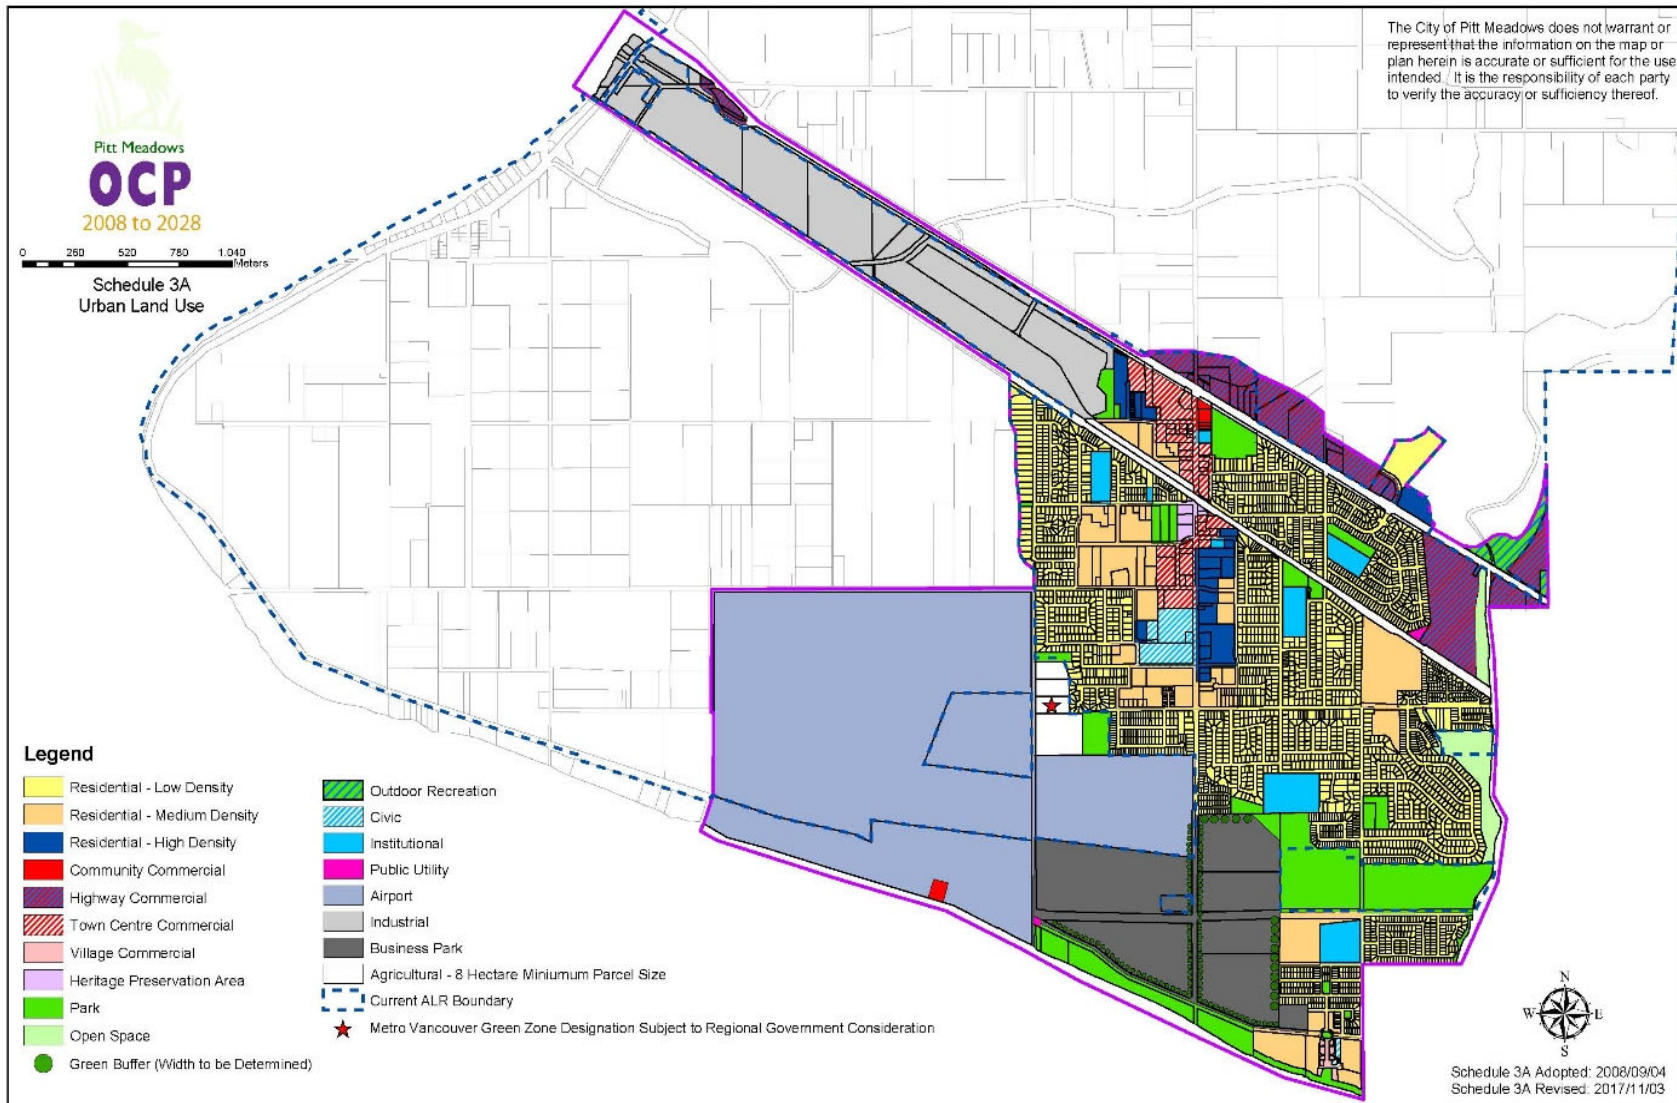 The City of Pitt Meadows does not warrant or
represent that the information on the map or
plan herein is accurate or sufficient for the use
intended. It is the responsibility of each party
to verify the accuracy or sufficiency thereof.
Pitt Meadows
OCP
2008 to 2028
0 260 520 780 1,040
Meters
Schedule 3A
Urban Land Use
Legend
Residential - Low Density
Residential - Medium Density
Residential - High Density
Community Commercial
Highway Commercial
Town Centre Commercial
Village Commercial
Heritage Preservation Area
Park
Open Space
Green Buffer (Width to be Determined)
Outdoor Recreation
Civic
Institutional
Public Utility
Airport
Industrial
Business Park
Agricultural - 8 Hectare Miniumum Parcel Size
Current ALR Boundary
Metro Vancouver Green Zone Designation Subject to Regional Government Consideration
N
W E
S
Schedule 3A Adopted: 2008/09/04
Schedule 3A Revised: 2017/11/03